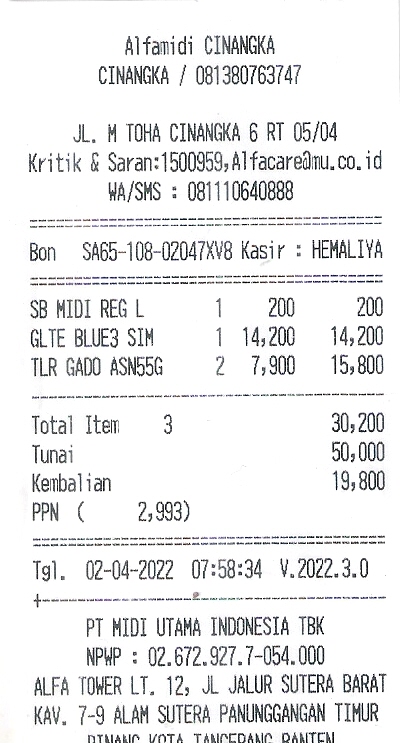 Alfamidi CINANGKA
CINANGKA / 081380763747
JL. M TOHA CINANGKA 6 RT 05/04
Kritik & Saran:1500959,Alfacare@mu.co.id
WA/SMS : 081110640888
Bon SA65-108-02047XV8 Kasir : HEMALIYA
SB MIDI REG L 1 200 200
GLTE BLUE3 SIM 1 14,200 14,200
TLR GADO ASN55G 2 7,900 15,800
Total Item 3 30,200
Tunai 50,000
Kembalian 19,800
PPN ( 2,993)
Tgl. 02-04-2022 07:58:34 V.2022.3.0
PT MIDI UTAMA INDONESIA TBK
NPWP : 02.672.927.7-054.000
ALFA TOWER LT. 12, JL JALUR SUTERA BARAT
KAV. 7-9 ALAM SUTERA PANUNGGANGAN TIMUR
PINANG KOTA TANGERANG BANTEN